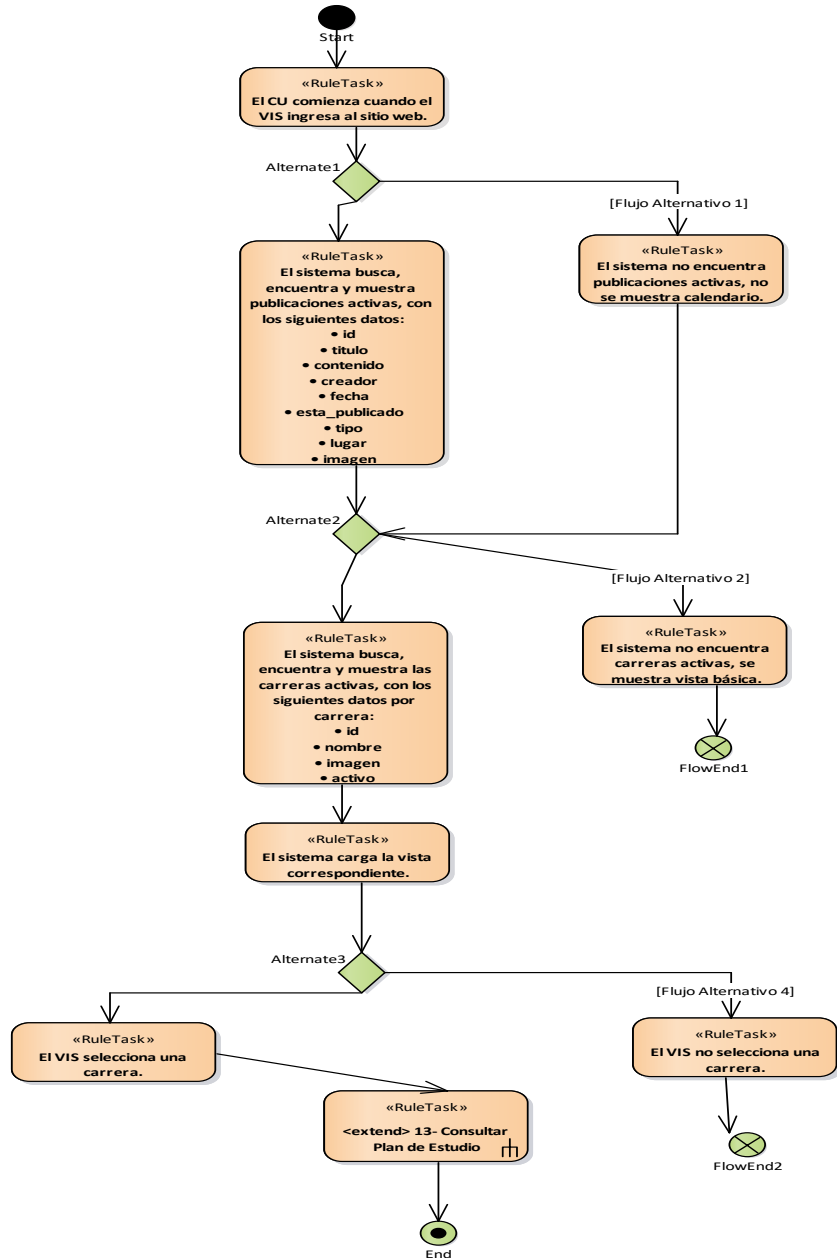 Start
«RuleTask»
El CU comienza cuando el
VIS ingresa al sitio web.
Alternate1
[Flujo Alternativo 1]
«RuleTask»
El sistema busca,
encuentra y muestra
publicaciones activas, con
los siguientes datos:
• id
• titulo
• contenido
• creador
• fecha
• esta_publicado
• tipo
• lugar
• imagen
«RuleTask»
El sistema no encuentra
publicaciones activas, no
se muestra calendario.
Alternate2
[Flujo Alternativo 2]
«RuleTask»
El sistema busca,
encuentra y muestra las
carreras activas, con los
siguientes datos por
carrera:
• id
• nombre
• imagen
• activo
«RuleTask»
El sistema no encuentra
carreras activas, se
muestra vista básica.
FlowEnd1
«RuleTask»
El sistema carga la vista
correspondiente.
Alternate3
[Flujo Alternativo 4]
«RuleTask»
El VIS selecciona una
carrera.
«RuleTask»
El VIS no selecciona una
carrera.
«RuleTask»
<extend> 13- Consultar
Plan de Estudio
FlowEnd2
End